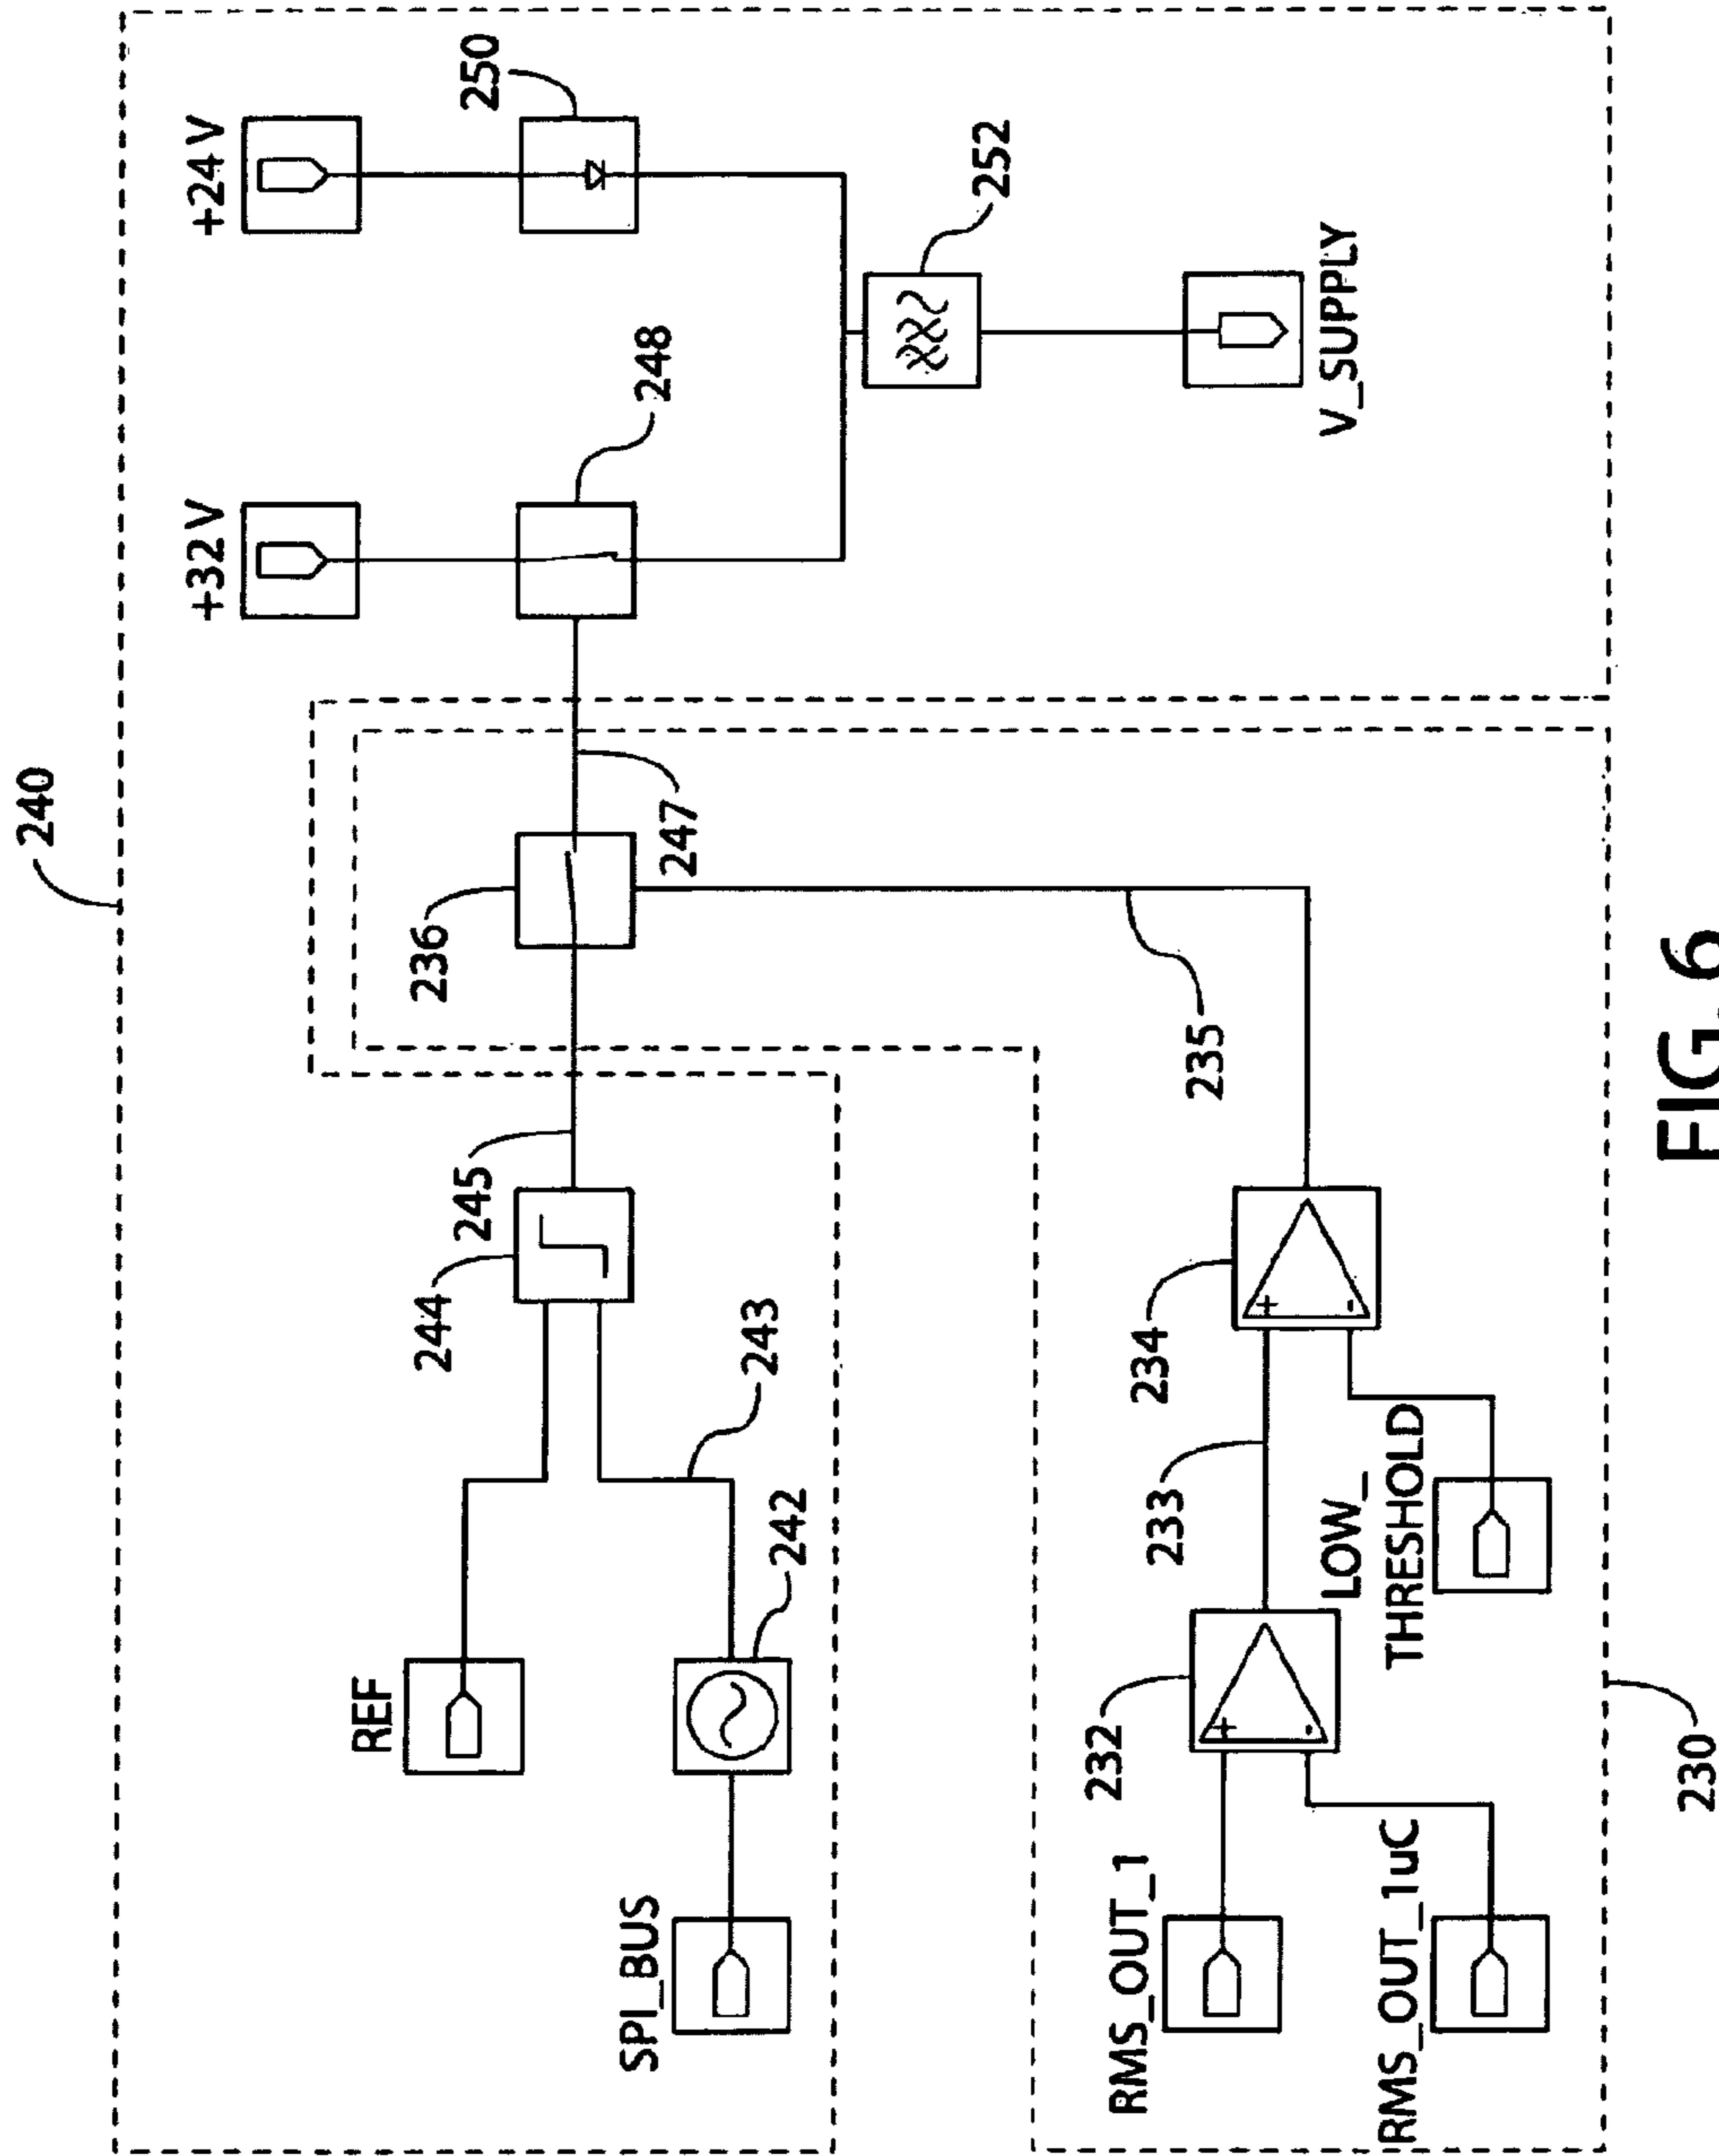 240
+32 V
+24 V
REF
244
245
236
248
250
SPI_BUS
242
243
247
252
RMS_OUT_1
232
233
234
235
V_SUPPLY
RMS_OUT_1uC
LOW_
THRESHOLD
+
-
+
-
230
FIG. 6